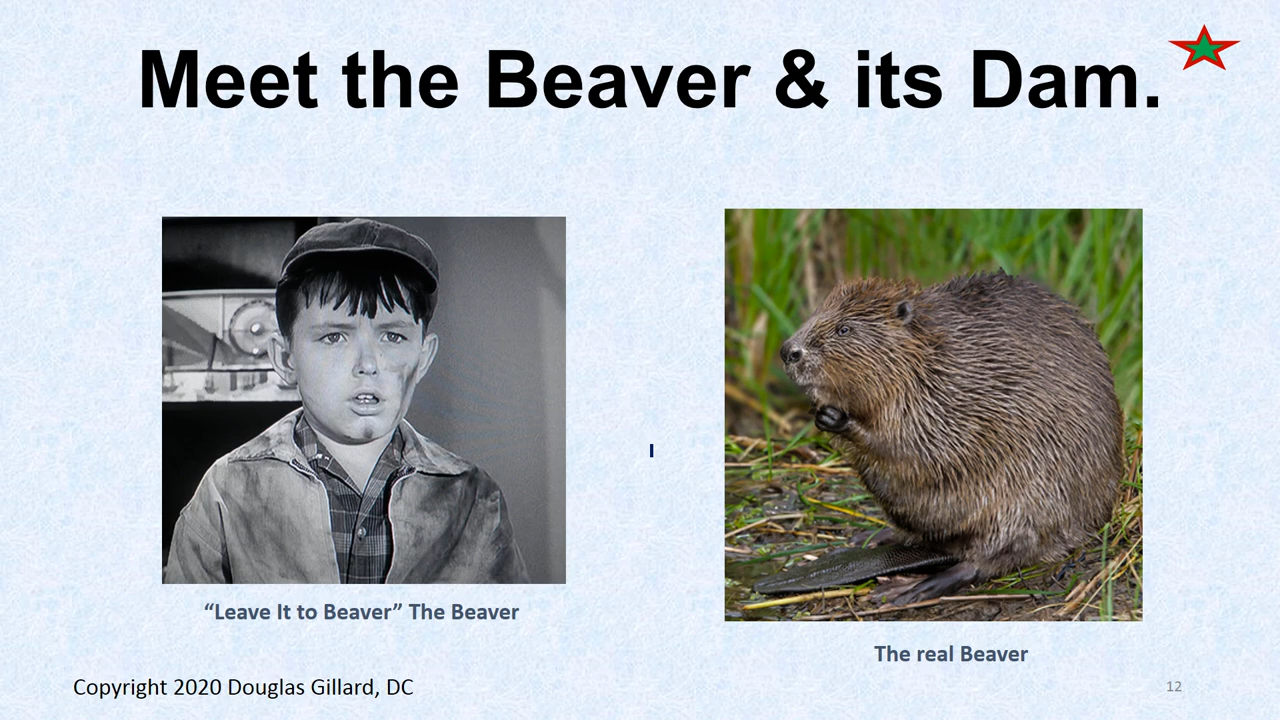 Meet the Beaver & its Dam.
“Leave It to Beaver” The Beaver
The real Beaver
Copyright 2020 Douglas Gillard, DC
12